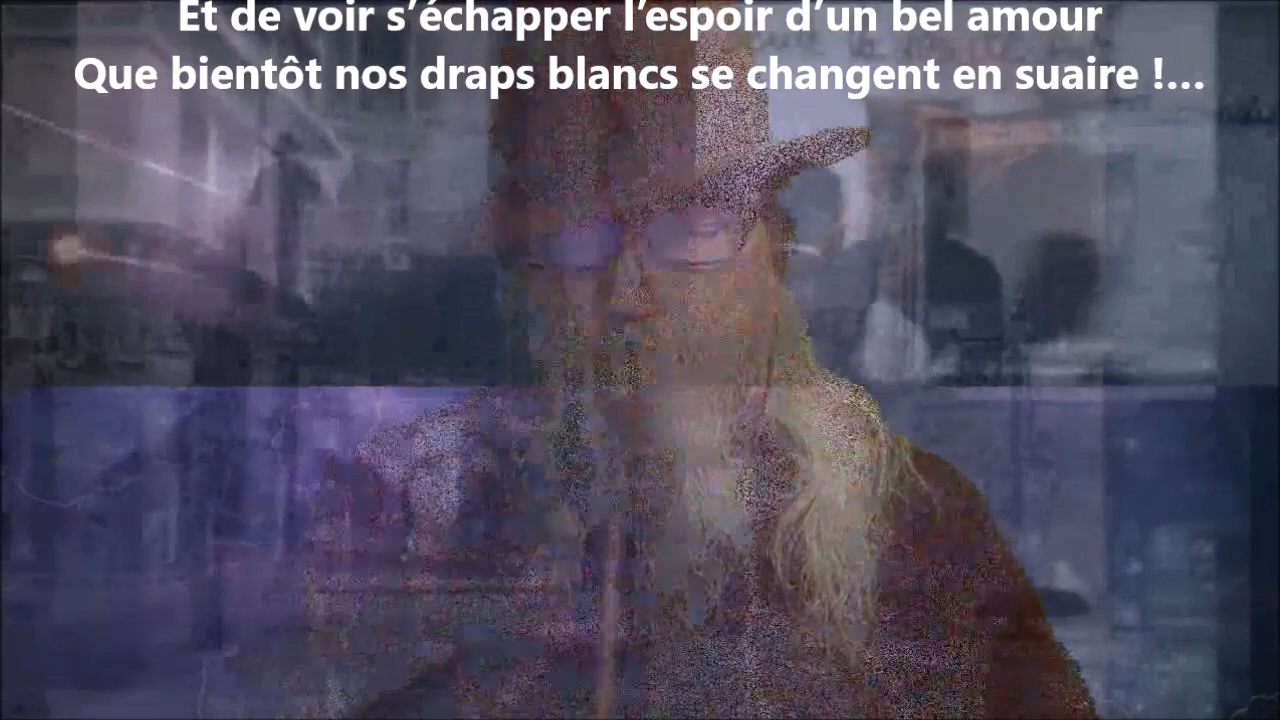 Et de voir s’échapper l’espoir d’un bel amour
Que bientôt nos draps blancs se changent en suaire !...